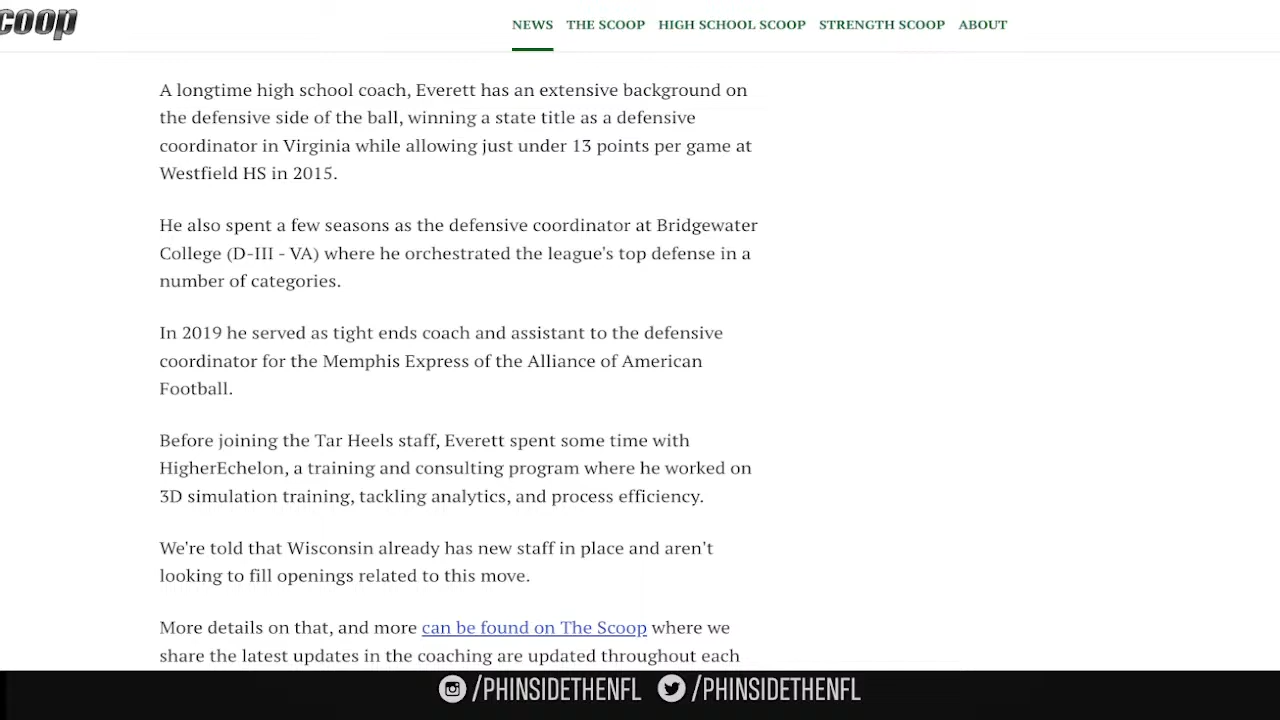 coop
NEWS THE SCOOP HIGH SCHOOL SCOOP STRENGTH SCOOP ABOUT
A longtime high school coach, Everett has an extensive background on
the defensive side of the ball, winning a state title as a defensive
coordinator in Virginia while allowing just under 13 points per game at
Westfield HS in 2015.
He also spent a few seasons as the defensive coordinator at Bridgewater
College (D-III - VA) where he orchestrated the league's top defense in a
number of categories.
In 2019 he served as tight ends coach and assistant to the defensive
coordinator for the Memphis Express of the Alliance of American
Football.
Before joining the Tar Heels staff, Everett spent some time with
HigherEchelon, a training and consulting program where he worked on
3D simulation training, tackling analytics, and process efficiency.
We're told that Wisconsin already has new staff in place and aren't
looking to fill openings related to this move.
More details on that, and more can be found on The Scoop where we
share the latest updates in the coaching are updated throughout each
/PHINSIDETHENFL /PHINSIDETHENFL